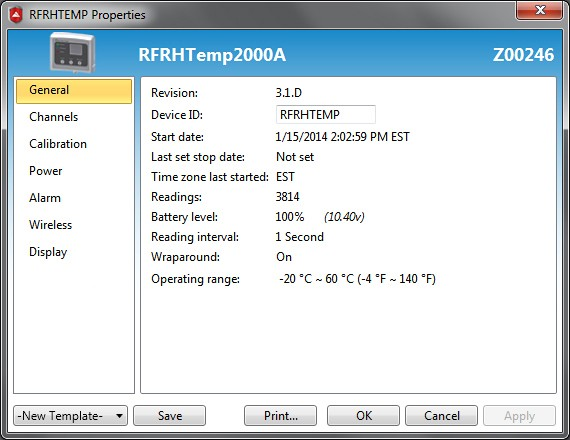 RFRHTEMP Properties
RFRHTemp2000A Z00246
General
Channels
Calibration
Power
Alarm
Wireless
Display
Revision: 3.1.D
Device ID: RFRHTEMP
Start date: 1/15/2014 2:02:59 PM EST
Last set stop date: Not set
Time zone last started: EST
Readings: 3814
Battery level: 100% (10.40v)
Reading interval: 1 Second
Wraparound: On
Operating range: -20 °C ~ 60 °C (-4 °F ~ 140 °F)
-New Template- Save Print... OK Cancel Apply